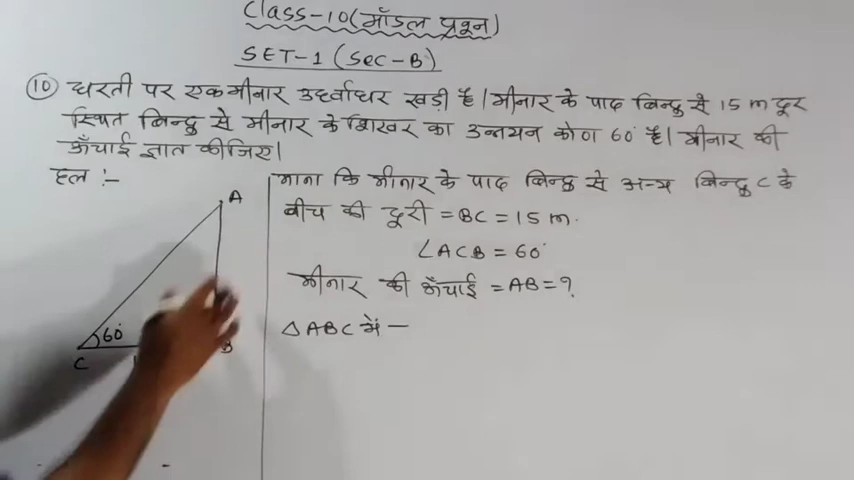 Class-10(मॉडल प्रश्न)
SET-1 (Sec-B)
(10) धरती पर एक मीनार उर्ध्वाधर खड़ी है। मीनार के पाद बिन्दु से 15 m दूर
स्थित बिन्दु से मीनार के शिखर का उन्नयन कोण 60° है। मीनार की
ऊँचाई ज्ञात कीजिए।
हल :-
माना कि मीनार के पाद बिन्दु से अन्य बिन्दु C के
बीच की दूरी = BC = 15 m.
∠ACB = 60°
मीनार की ऊँचाई = AB = ?
△ABC में —
A
60°
C
B